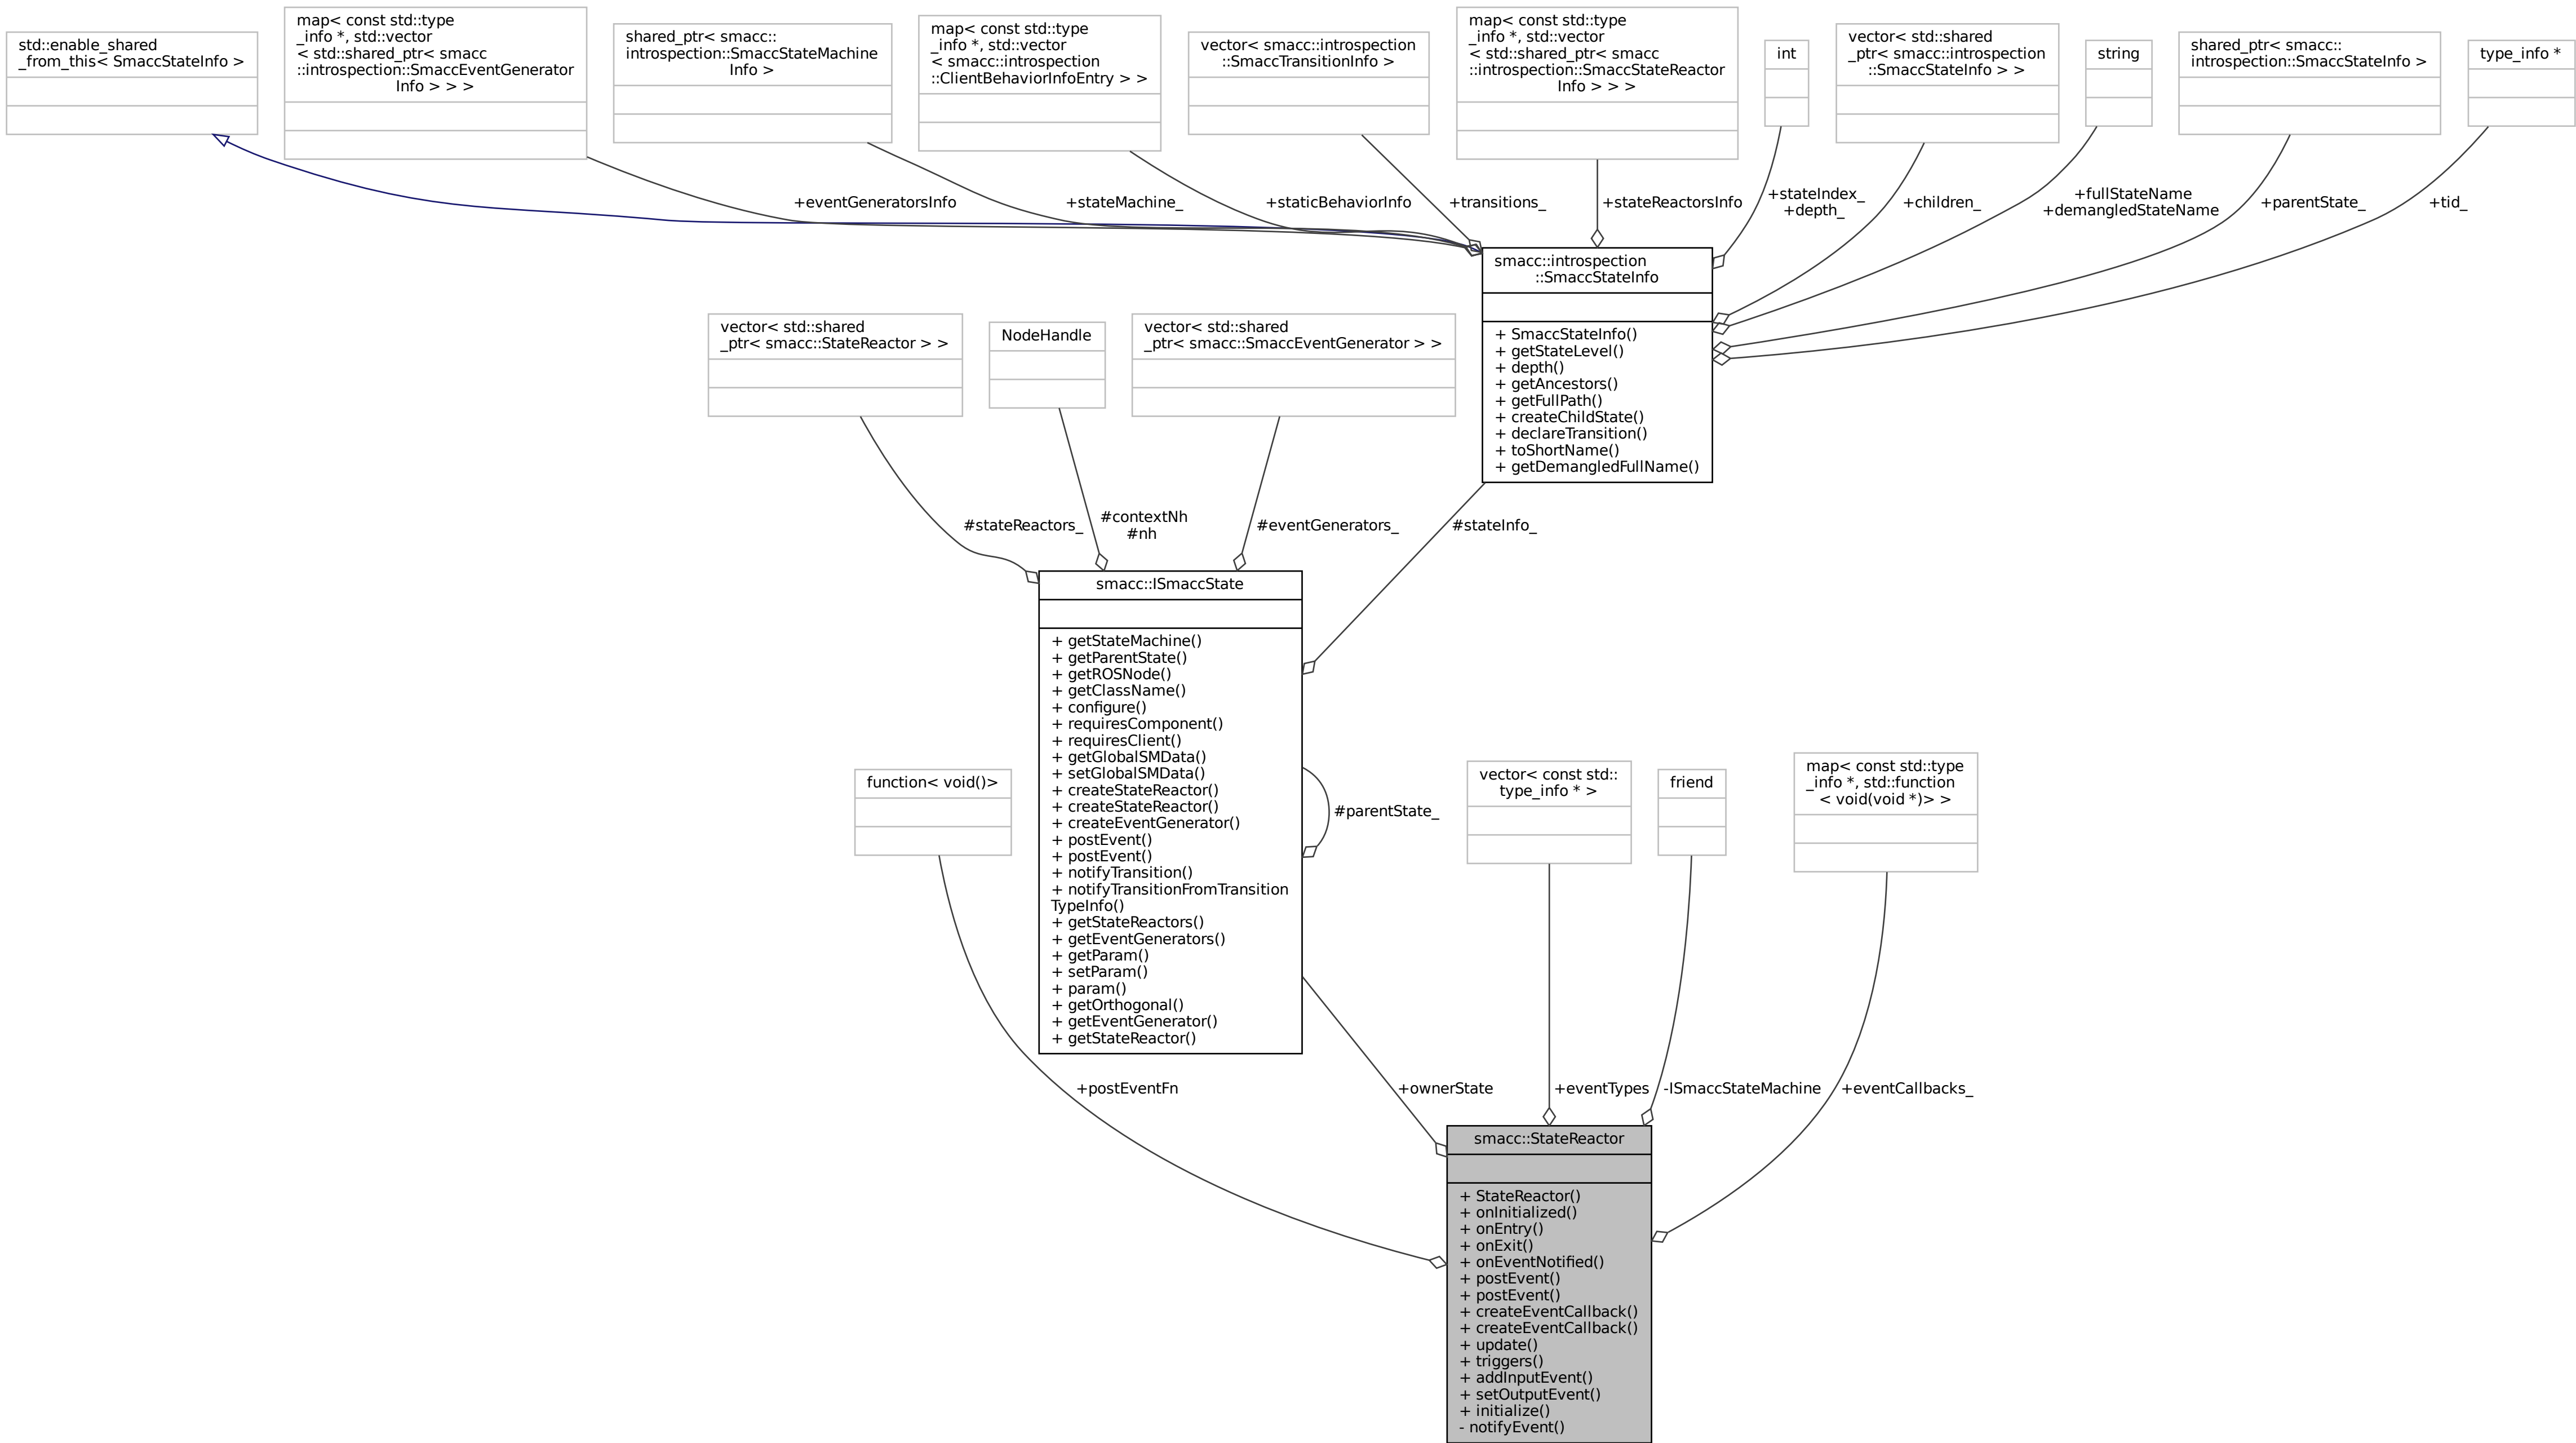 std::enable_shared
_from_this< SmaccStateInfo >
map< const std::type
_info *, std::vector
< std::shared_ptr< smacc
::introspection::SmaccEventGenerator
Info > > >
shared_ptr< smacc::
introspection::SmaccStateMachine
Info >
map< const std::type
_info *, std::vector
< smacc::introspection
::ClientBehaviorInfoEntry > >
vector< smacc::introspection
::SmaccTransitionInfo >
map< const std::type
_info *, std::vector
< std::shared_ptr< smacc
::introspection::SmaccStateReactor
Info > > >
int
vector< std::shared
_ptr< smacc::introspection
::SmaccStateInfo > >
string
shared_ptr< smacc::
introspection::SmaccStateInfo >
type_info *
+eventGeneratorsInfo
+stateMachine_
+staticBehaviorInfo
+transitions_
+stateReactorsInfo
+stateIndex_
+depth_
+children_
+fullStateName
+demangledStateName
+parentState_
+tid_
smacc::introspection
::SmaccStateInfo
+ SmaccStateInfo()
+ getStateLevel()
+ depth()
+ getAncestors()
+ getFullPath()
+ createChildState()
+ declareTransition()
+ toShortName()
+ getDemangledFullName()
vector< std::shared
_ptr< smacc::StateReactor > >
NodeHandle
vector< std::shared
_ptr< smacc::SmaccEventGenerator > >
#stateReactors_
#contextNh
#nh
#eventGenerators_
#stateInfo_
smacc::ISmaccState
+ getStateMachine()
+ getParentState()
+ getROSNode()
+ getClassName()
+ configure()
+ requiresComponent()
+ requiresClient()
+ getGlobalSMData()
+ setGlobalSMData()
+ createStateReactor()
+ createStateReactor()
+ createEventGenerator()
+ postEvent()
+ postEvent()
+ notifyTransition()
+ notifyTransitionFromTransition
TypeInfo()
+ getStateReactors()
+ getEventGenerators()
+ getParam()
+ setParam()
+ param()
+ getOrthogonal()
+ getEventGenerator()
+ getStateReactor()
#parentState_
function< void()>
vector< const std::
type_info * >
friend
map< const std::type
_info *, std::function
< void(void *)> >
+postEventFn
+ownerState
+eventTypes
-ISmaccStateMachine
+eventCallbacks_
smacc::StateReactor
+ StateReactor()
+ onInitialized()
+ onEntry()
+ onExit()
+ onEventNotified()
+ postEvent()
+ postEvent()
+ createEventCallback()
+ createEventCallback()
+ update()
+ triggers()
+ addInputEvent()
+ setOutputEvent()
+ initialize()
- notifyEvent()